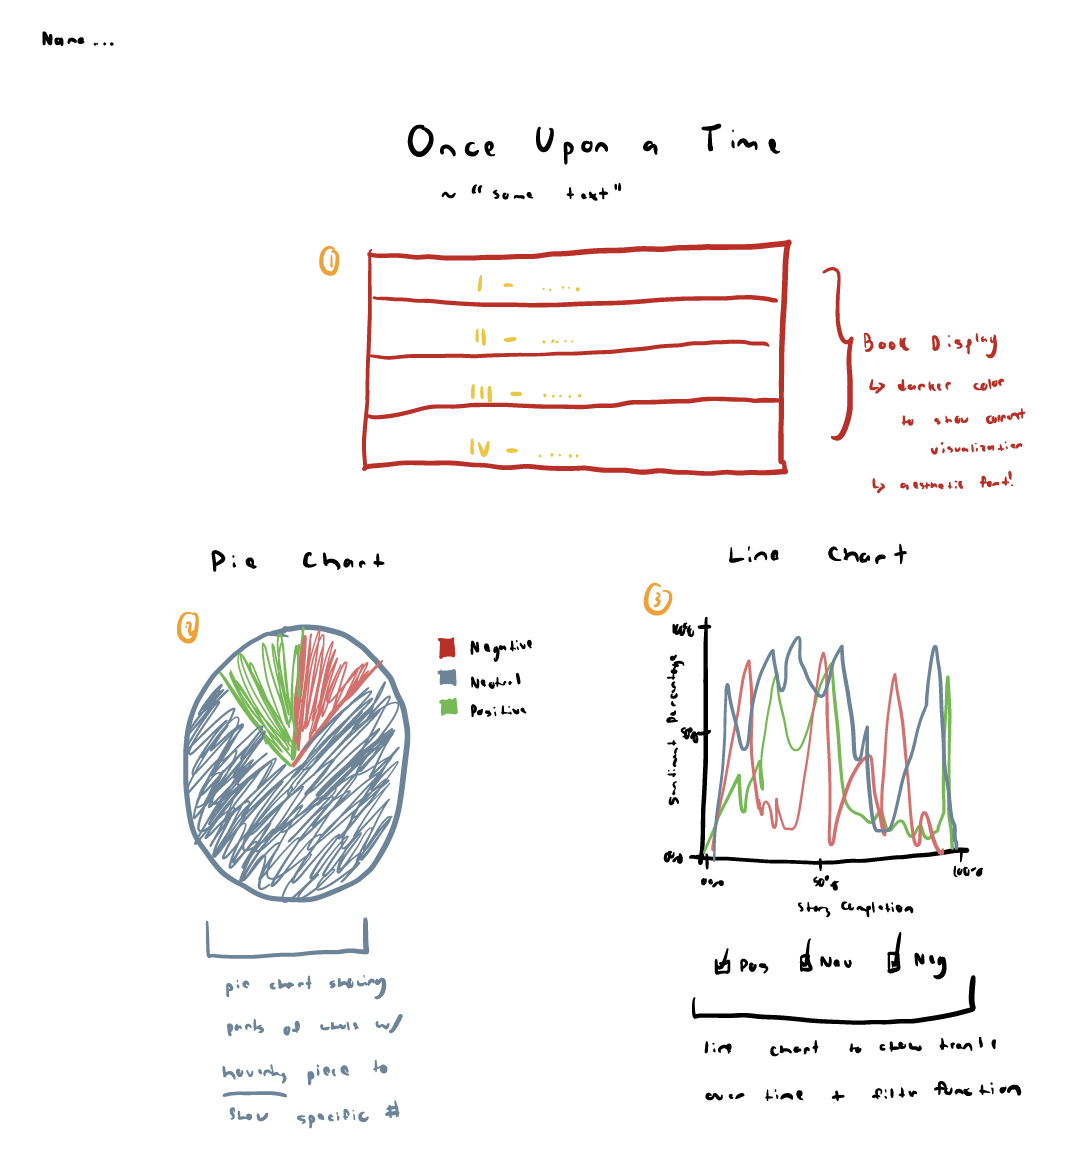 Name ...
Once Upon a Time
~ "some text"
1
I - .....
II - .....
III - .....
IV - .....
Book Display
↳ darker color
to show current
visualization
↳ aesthetic font!
Pie Chart
2
Negative
Neutral
Positive
pie chart showing
parts of whole w/
hovering piece to
show specific #
Line Chart
3
100%
50%
0%
Sentiment Percentage
0%
50%
100%
Story Completion
Pos
Neu
Neg
line chart to show trends
over time + filtr function